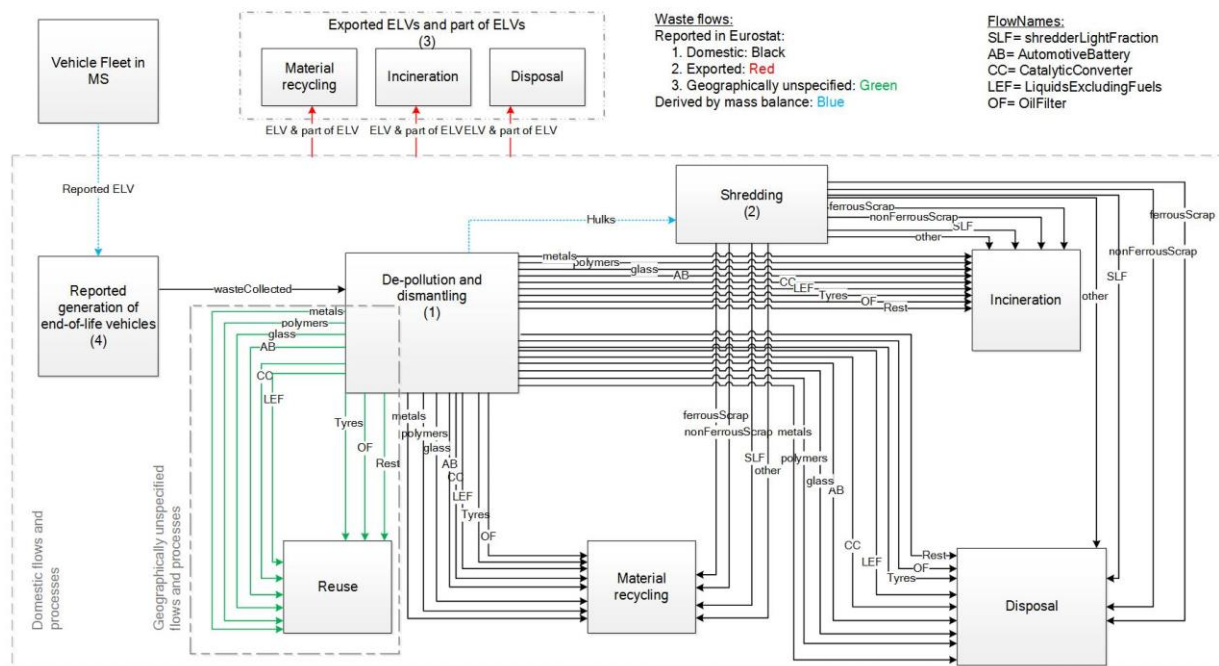 Vehicle Fleet in
MS
Exported ELVs and part of ELVs
(3)
Material
recycling
Incineration
Disposal
ELV & part of ELV
ELV & part of ELV
ELV & part of ELV
Waste flows:
Reported in Eurostat:
1. Domestic: Black
2. Exported: Red
3. Geographically unspecified: Green
Derived by mass balance: Blue
FlowNames:
SLF= shredderLightFraction
AB= AutomotiveBattery
CC= CatalyticConverter
LEF= LiquidsExcludingFuels
OF= OilFilter
Reported ELV
Shredding
(2)
Hulks
ferrousScrap
nonFerrousScrap
SLF
other
ferrousScrap
nonFerrousScrap
SLF
other
Reported
generation of
end-of-life vehicles
(4)
wasteCollected
De-pollution and
dismantling
(1)
metals
polymers
glass
AB
CC
LEF
Tyres
OF
Rest
Incineration
metals
polymers
glass
AB
CC
LEF
Tyres
OF
Rest
metals
polymers
glass
AB
CC
LEF
Tyres
OF
ferrousScrap
nonFerrousScrap
SLF
other
metals
polymers
glass
AB
CC
LEF
Tyres
OF
Rest
Reuse
Material
recycling
Disposal
Domestic flows and
processes
Geographically unspecified
flows and processes